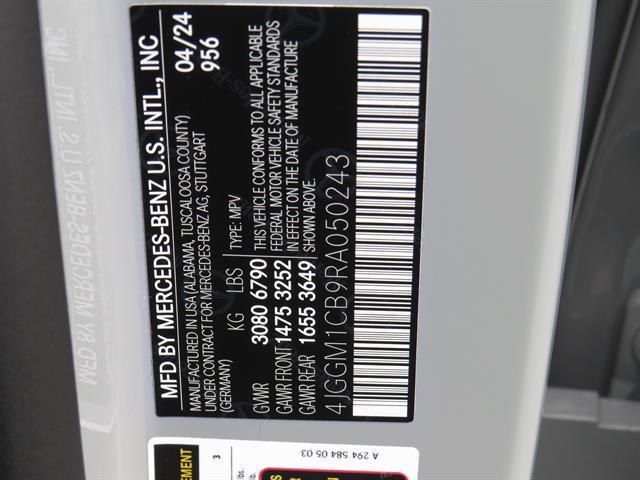 MFD BY MERCEDES-BENZ U.S. INTL., INC
04/24
956
MANUFACTURED IN USA (ALABAMA, TUSCALOOSA COUNTY)
UNDER CONTRACT FOR MERCEDES-BENZ AG, STUTTGART
(GERMANY)
KG LBS TYPE: MPV
GVWR 3080 6790
GAWR FRONT 1475 3252
GAWR REAR 1655 3649
THIS VEHICLE CONFORMS TO ALL APPLICABLE
FEDERAL MOTOR VEHICLE SAFETY STANDARDS
IN EFFECT ON THE DATE OF MANUFACTURE
SHOWN ABOVE.
4JGGM1CB9RA050243
A 294 584 05 03
3
lbs.
lb.